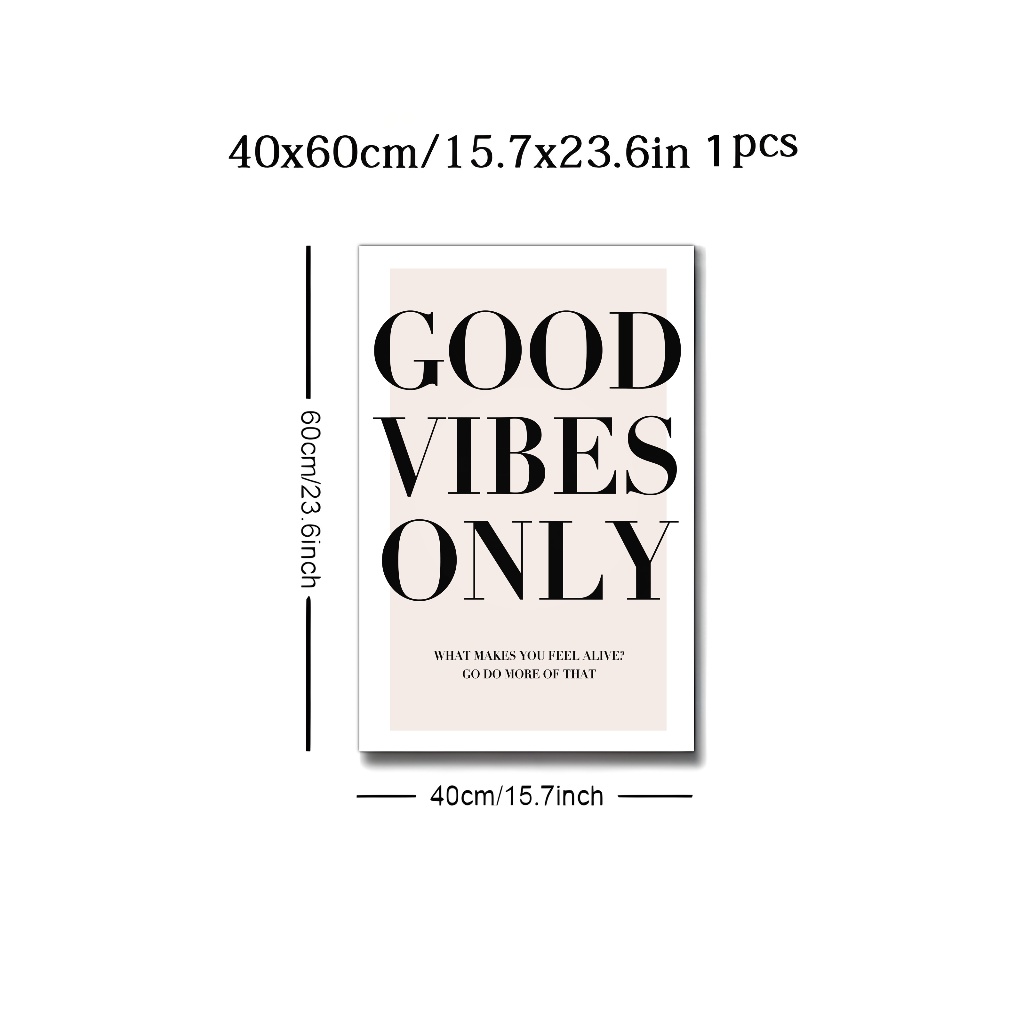 40x60cm/15.7x23.6in 1pcs
60cm/23.6inch
GOOD
VIBES
ONLY
WHAT MAKES YOU FEEL ALIVE?
GO DO MORE OF THAT
40cm/15.7inch